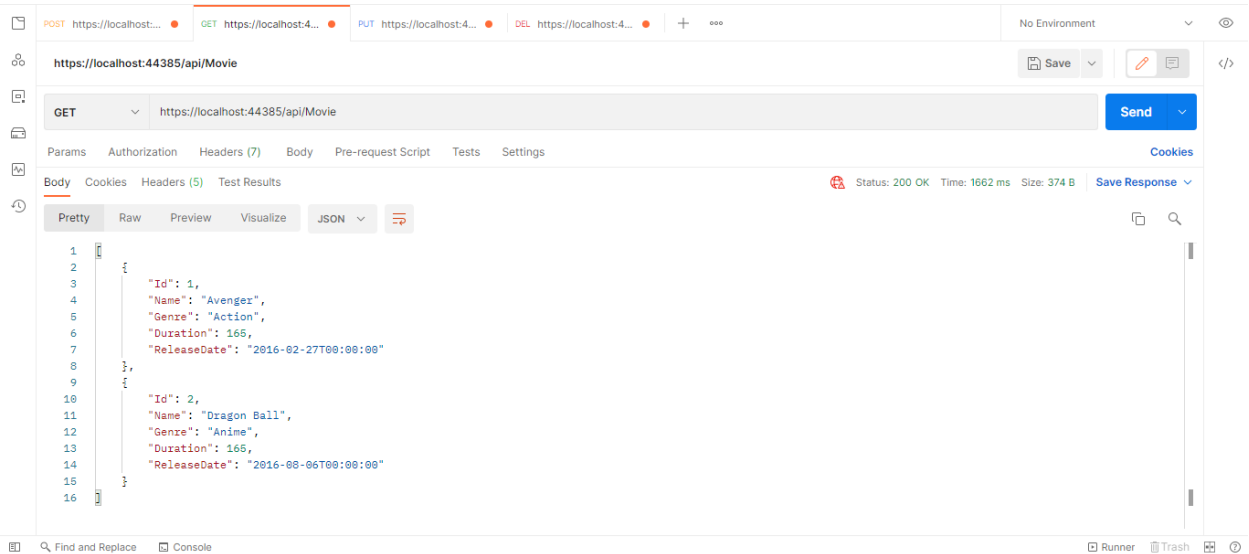 POST https://localhost:... GET https://localhost:4... PUT https://localhost:4... DEL https://localhost:4... No Environment
https://localhost:44385/api/Movie Save
GET https://localhost:44385/api/Movie Send
Params Authorization Headers (7) Body Pre-request Script Tests Settings Cookies
Body Cookies Headers (5) Test Results Status: 200 OK Time: 1662 ms Size: 374 B Save Response
Pretty Raw Preview Visualize JSON
1 [
2 {
3 "Id": 1,
4 "Name": "Avenger",
5 "Genre": "Action",
6 "Duration": 165,
7 "ReleaseDate": "2016-02-27T00:00:00"
8 },
9 {
10 "Id": 2,
11 "Name": "Dragon Ball",
12 "Genre": "Anime",
13 "Duration": 165,
14 "ReleaseDate": "2016-08-06T00:00:00"
15 }
16 ]
Find and Replace Console Runner Trash